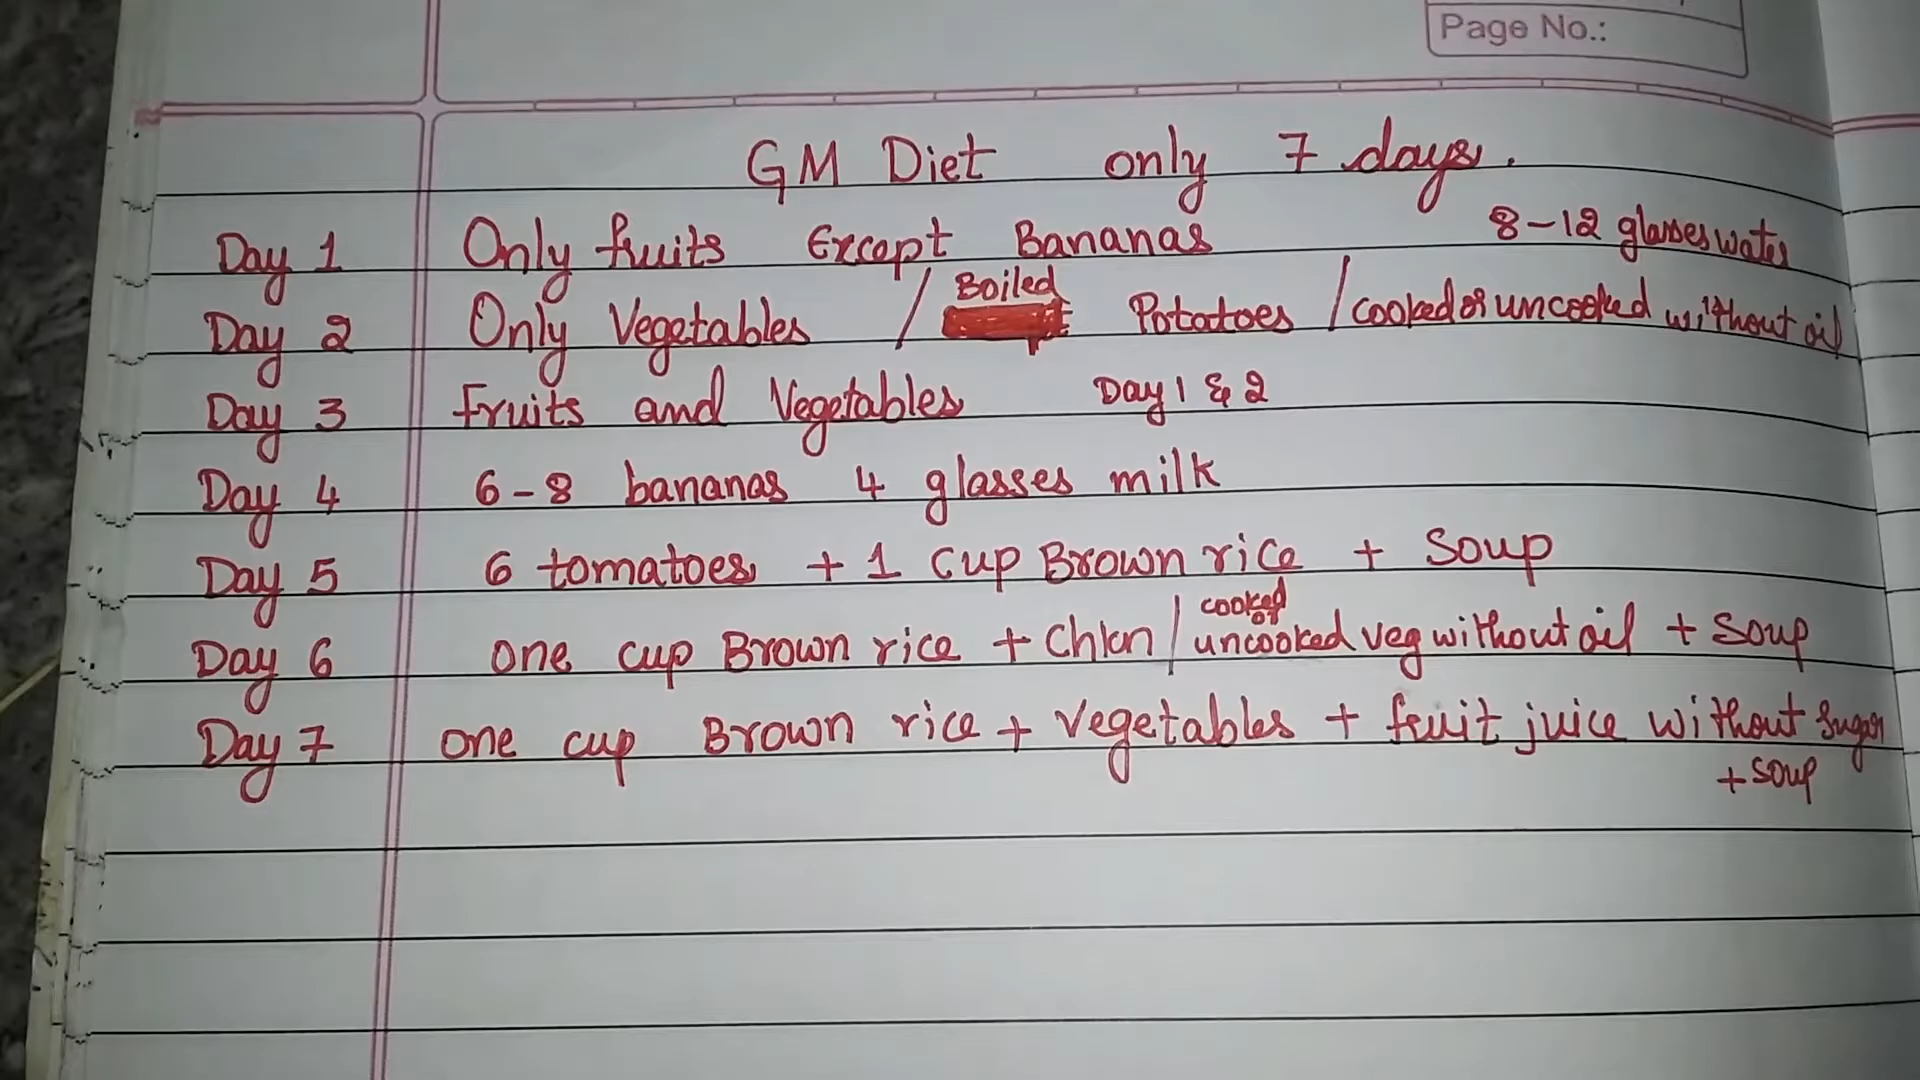 Page No.:
GM Diet only 7 days.
Day 1 Only fruits Except Bananas 8-12 glasses water
Day 2 Only Vegetables / Boiled Potatoes / cooked or uncooked without oil
Day 3 Fruits and Vegetables Day 1 & 2
Day 4 6-8 bananas 4 glasses milk
Day 5 6 tomatoes + 1 cup Brown rice + Soup
Day 6 one cup Brown rice + Chkn / cooked or uncooked veg without oil + Soup
Day 7 one cup Brown rice + vegetables + fruit juice without Sugar
+ Soup